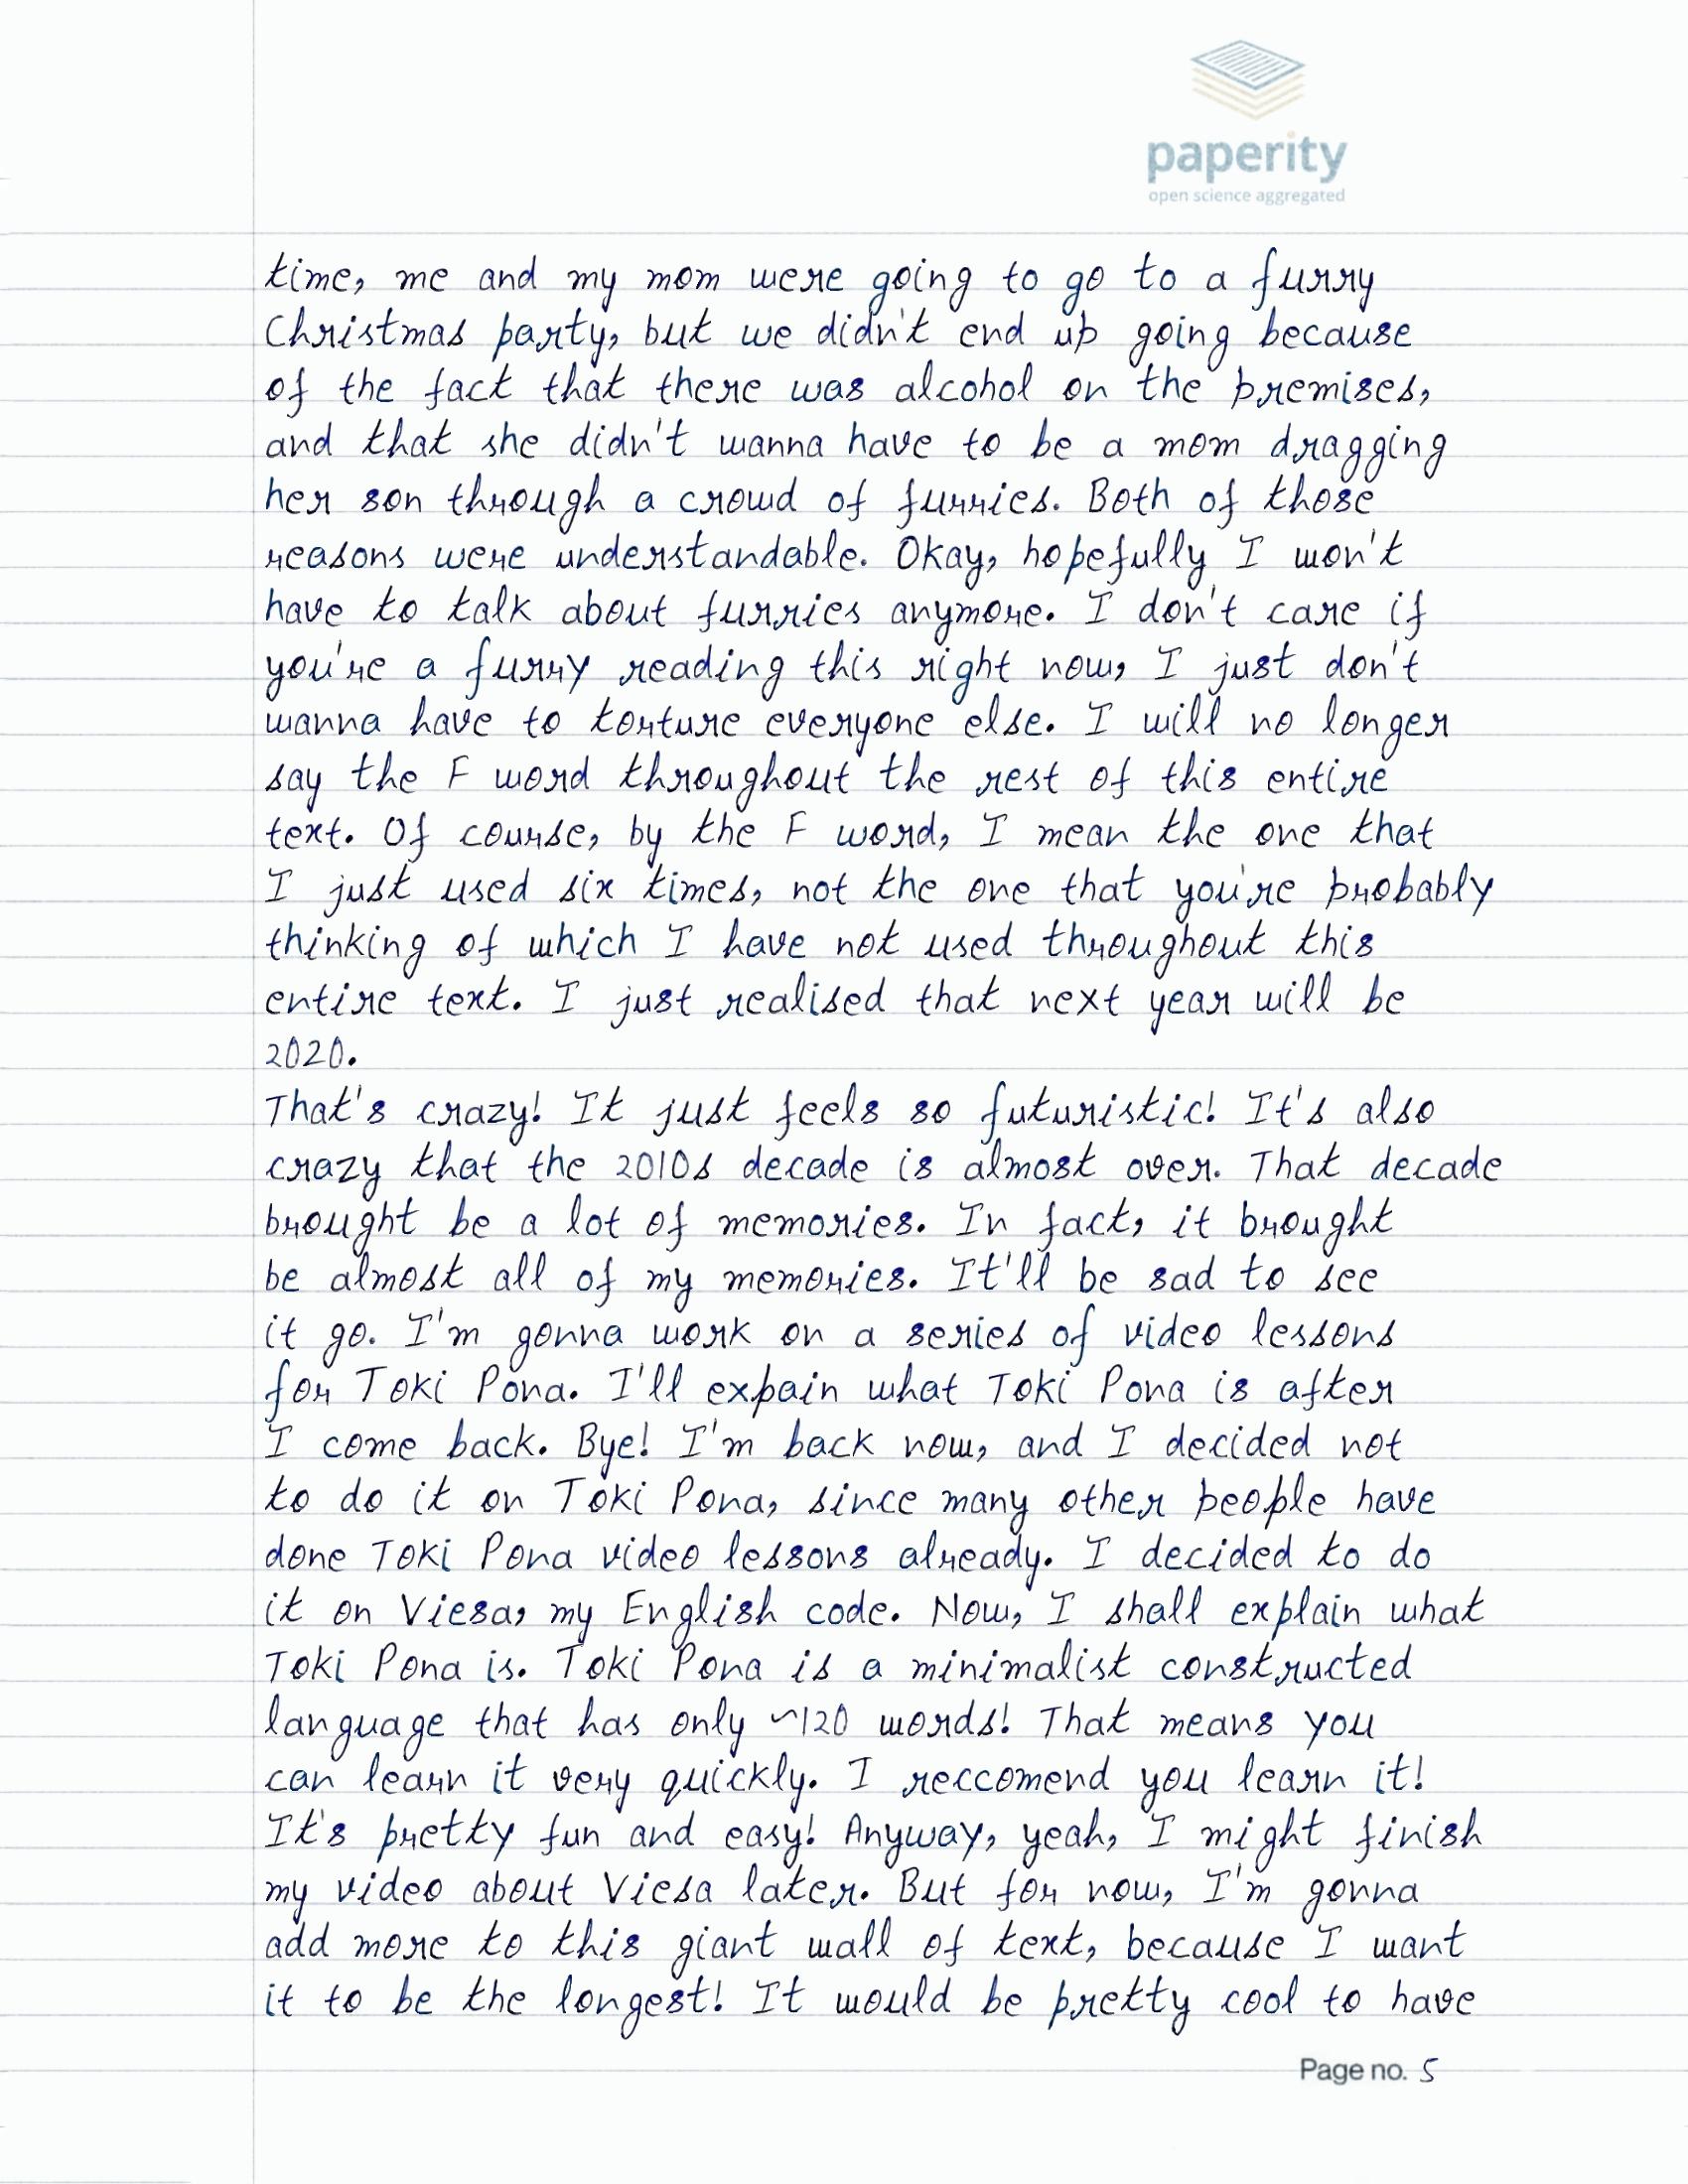 paperity
open science aggregated
time, me and my mom were going to go to a furry
Christmas party, but we didn't end up going because
of the fact that there was alcohol on the premises,
and that she didn't wanna have to be a mom dragging
her son through a crowd of furries. Both of those
reasons were understandable. Okay, hopefully I won't
have to talk about furries anymore. I don't care if
you're a furry reading this right now, I just don't
wanna have to torture everyone else. I will no longer
say the F word throughout the rest of this entire
text. Of course, by the F word, I mean the one that
I just used six times, not the one that you're probably
thinking of which I have not used throughout this
entire text. I just realised that next year will be
2020.
That's crazy! It just feels so futuristic! It's also
crazy that the 2010s decade is almost over. That decade
brought be a lot of memories. In fact, it brought
be almost all of my memories. It'll be sad to see
it go. I'm gonna work on a series of video lessons
for Toki Pona. I'll expain what Toki Pona is after
I come back. Bye! I'm back now, and I decided not
to do it on Toki Pona, since many other people have
done Toki Pona video lessons already. I decided to do
it on Viesa, my English code. Now, I shall explain what
Toki Pona is. Toki Pona is a minimalist constructed
language that has only ~120 words! That means you
can learn it very quickly. I reccomend you learn it!
It's pretty fun and easy! Anyway, yeah, I might finish
my video about Viesa later. But for now, I'm gonna
add more to this giant wall of text, because I want
it to be the longest! It would be pretty cool to have
Page no. 5